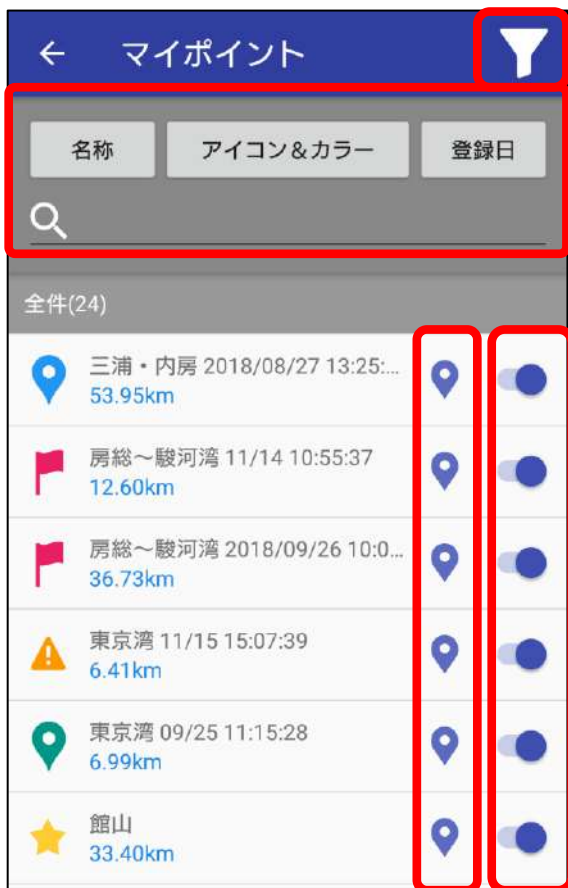 マイポイント
名称 アイコン＆カラー 登録日
全件(24)
三浦・内房 2018/08/27 13:25:...
53.95km
房総〜駿河湾 11/14 10:55:37
12.60km
房総〜駿河湾 2018/09/26 10:0...
36.73km
東京湾 11/15 15:07:39
6.41km
東京湾 09/25 11:15:28
6.99km
館山
33.40km